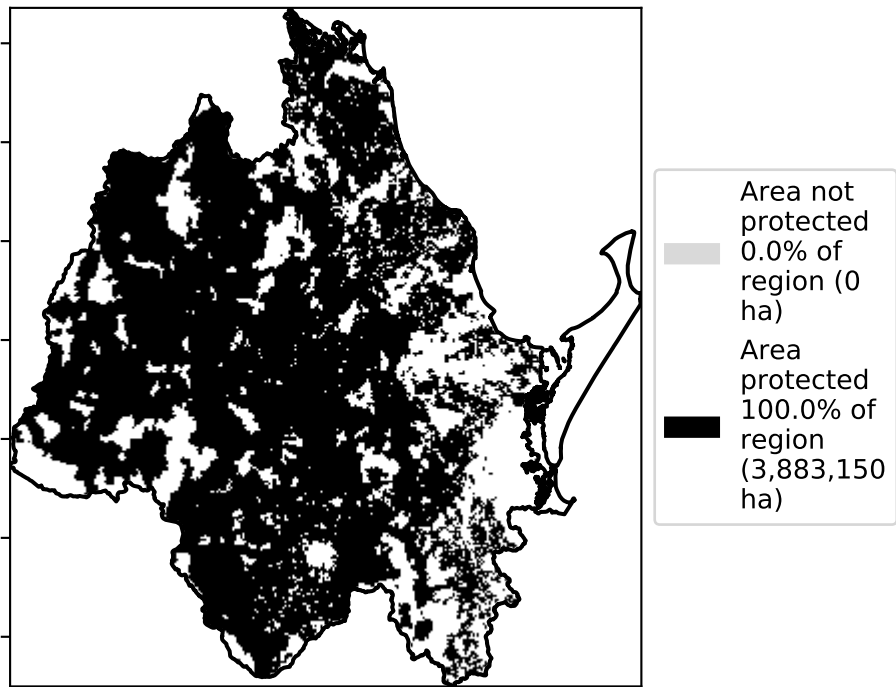 Area not
protected
0.0% of
region (0
ha)
Area
protected
100.0% of
region
(3,883,150
ha)